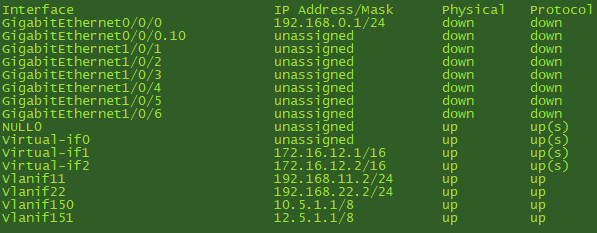 Interface IP Address/Mask Physical Protocol
GigabitEthernet0/0/0 192.168.0.1/24 down down
GigabitEthernet0/0/0.10 unassigned down down
GigabitEthernet1/0/1 unassigned down down
GigabitEthernet1/0/2 unassigned down down
GigabitEthernet1/0/3 unassigned down down
GigabitEthernet1/0/4 unassigned down down
GigabitEthernet1/0/5 unassigned down down
GigabitEthernet1/0/6 unassigned down down
NULL0 unassigned up up(s)
Virtual-if0 unassigned up up(s)
Virtual-if1 172.16.12.1/16 up up(s)
Virtual-if2 172.16.12.2/16 up up(s)
Vlanif11 192.168.11.2/24 up up
Vlanif22 192.168.22.2/24 up up
Vlanif150 10.5.1.1/8 up up
Vlanif151 12.5.1.1/8 up up